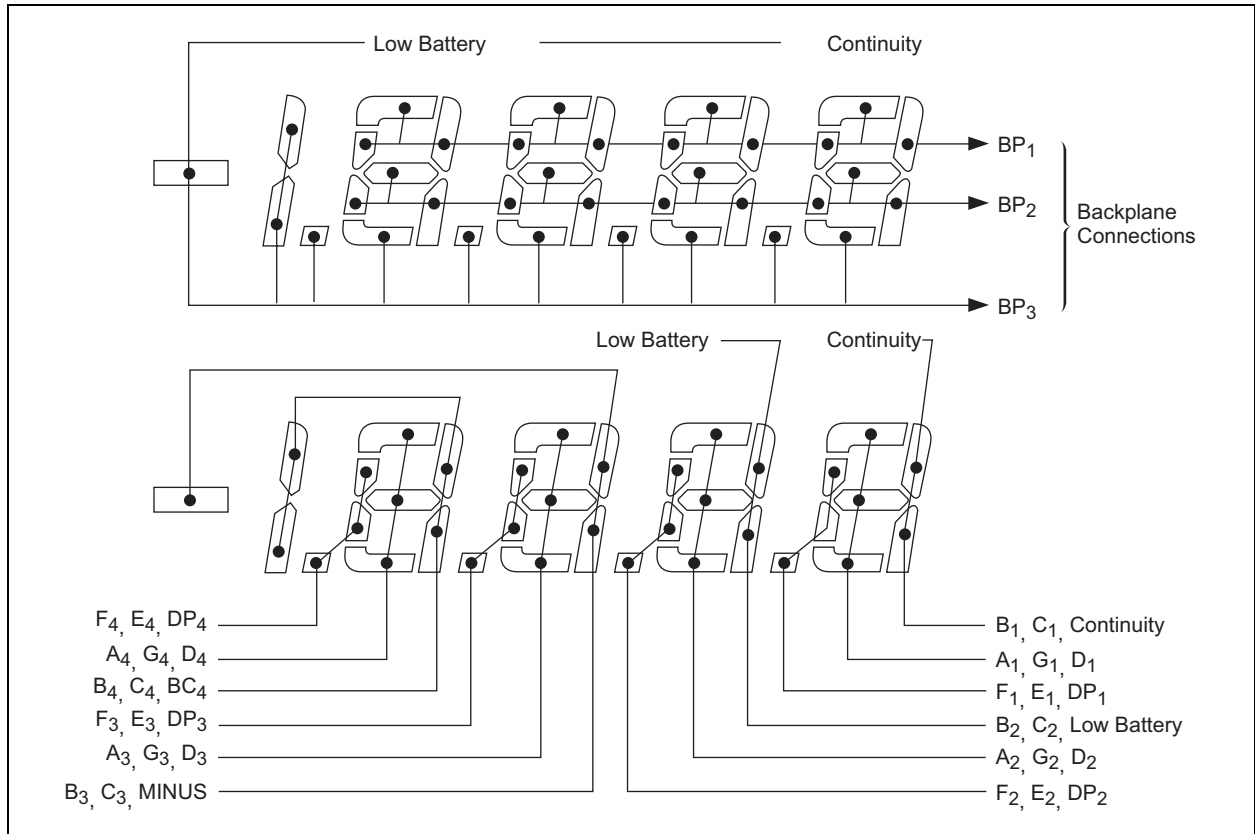 Low Battery Continuity
BP1
BP2
Backplane
Connections
BP3
Low Battery Continuity
F4, E4, DP4
A4, G4, D4
B4, C4, BC4
F3, E3, DP3
A3, G3, D3
B3, C3, MINUS
B1, C1, Continuity
A1, G1, D1
F1, E1, DP1
B2, C2, Low Battery
A2, G2, D2
F2, E2, DP2